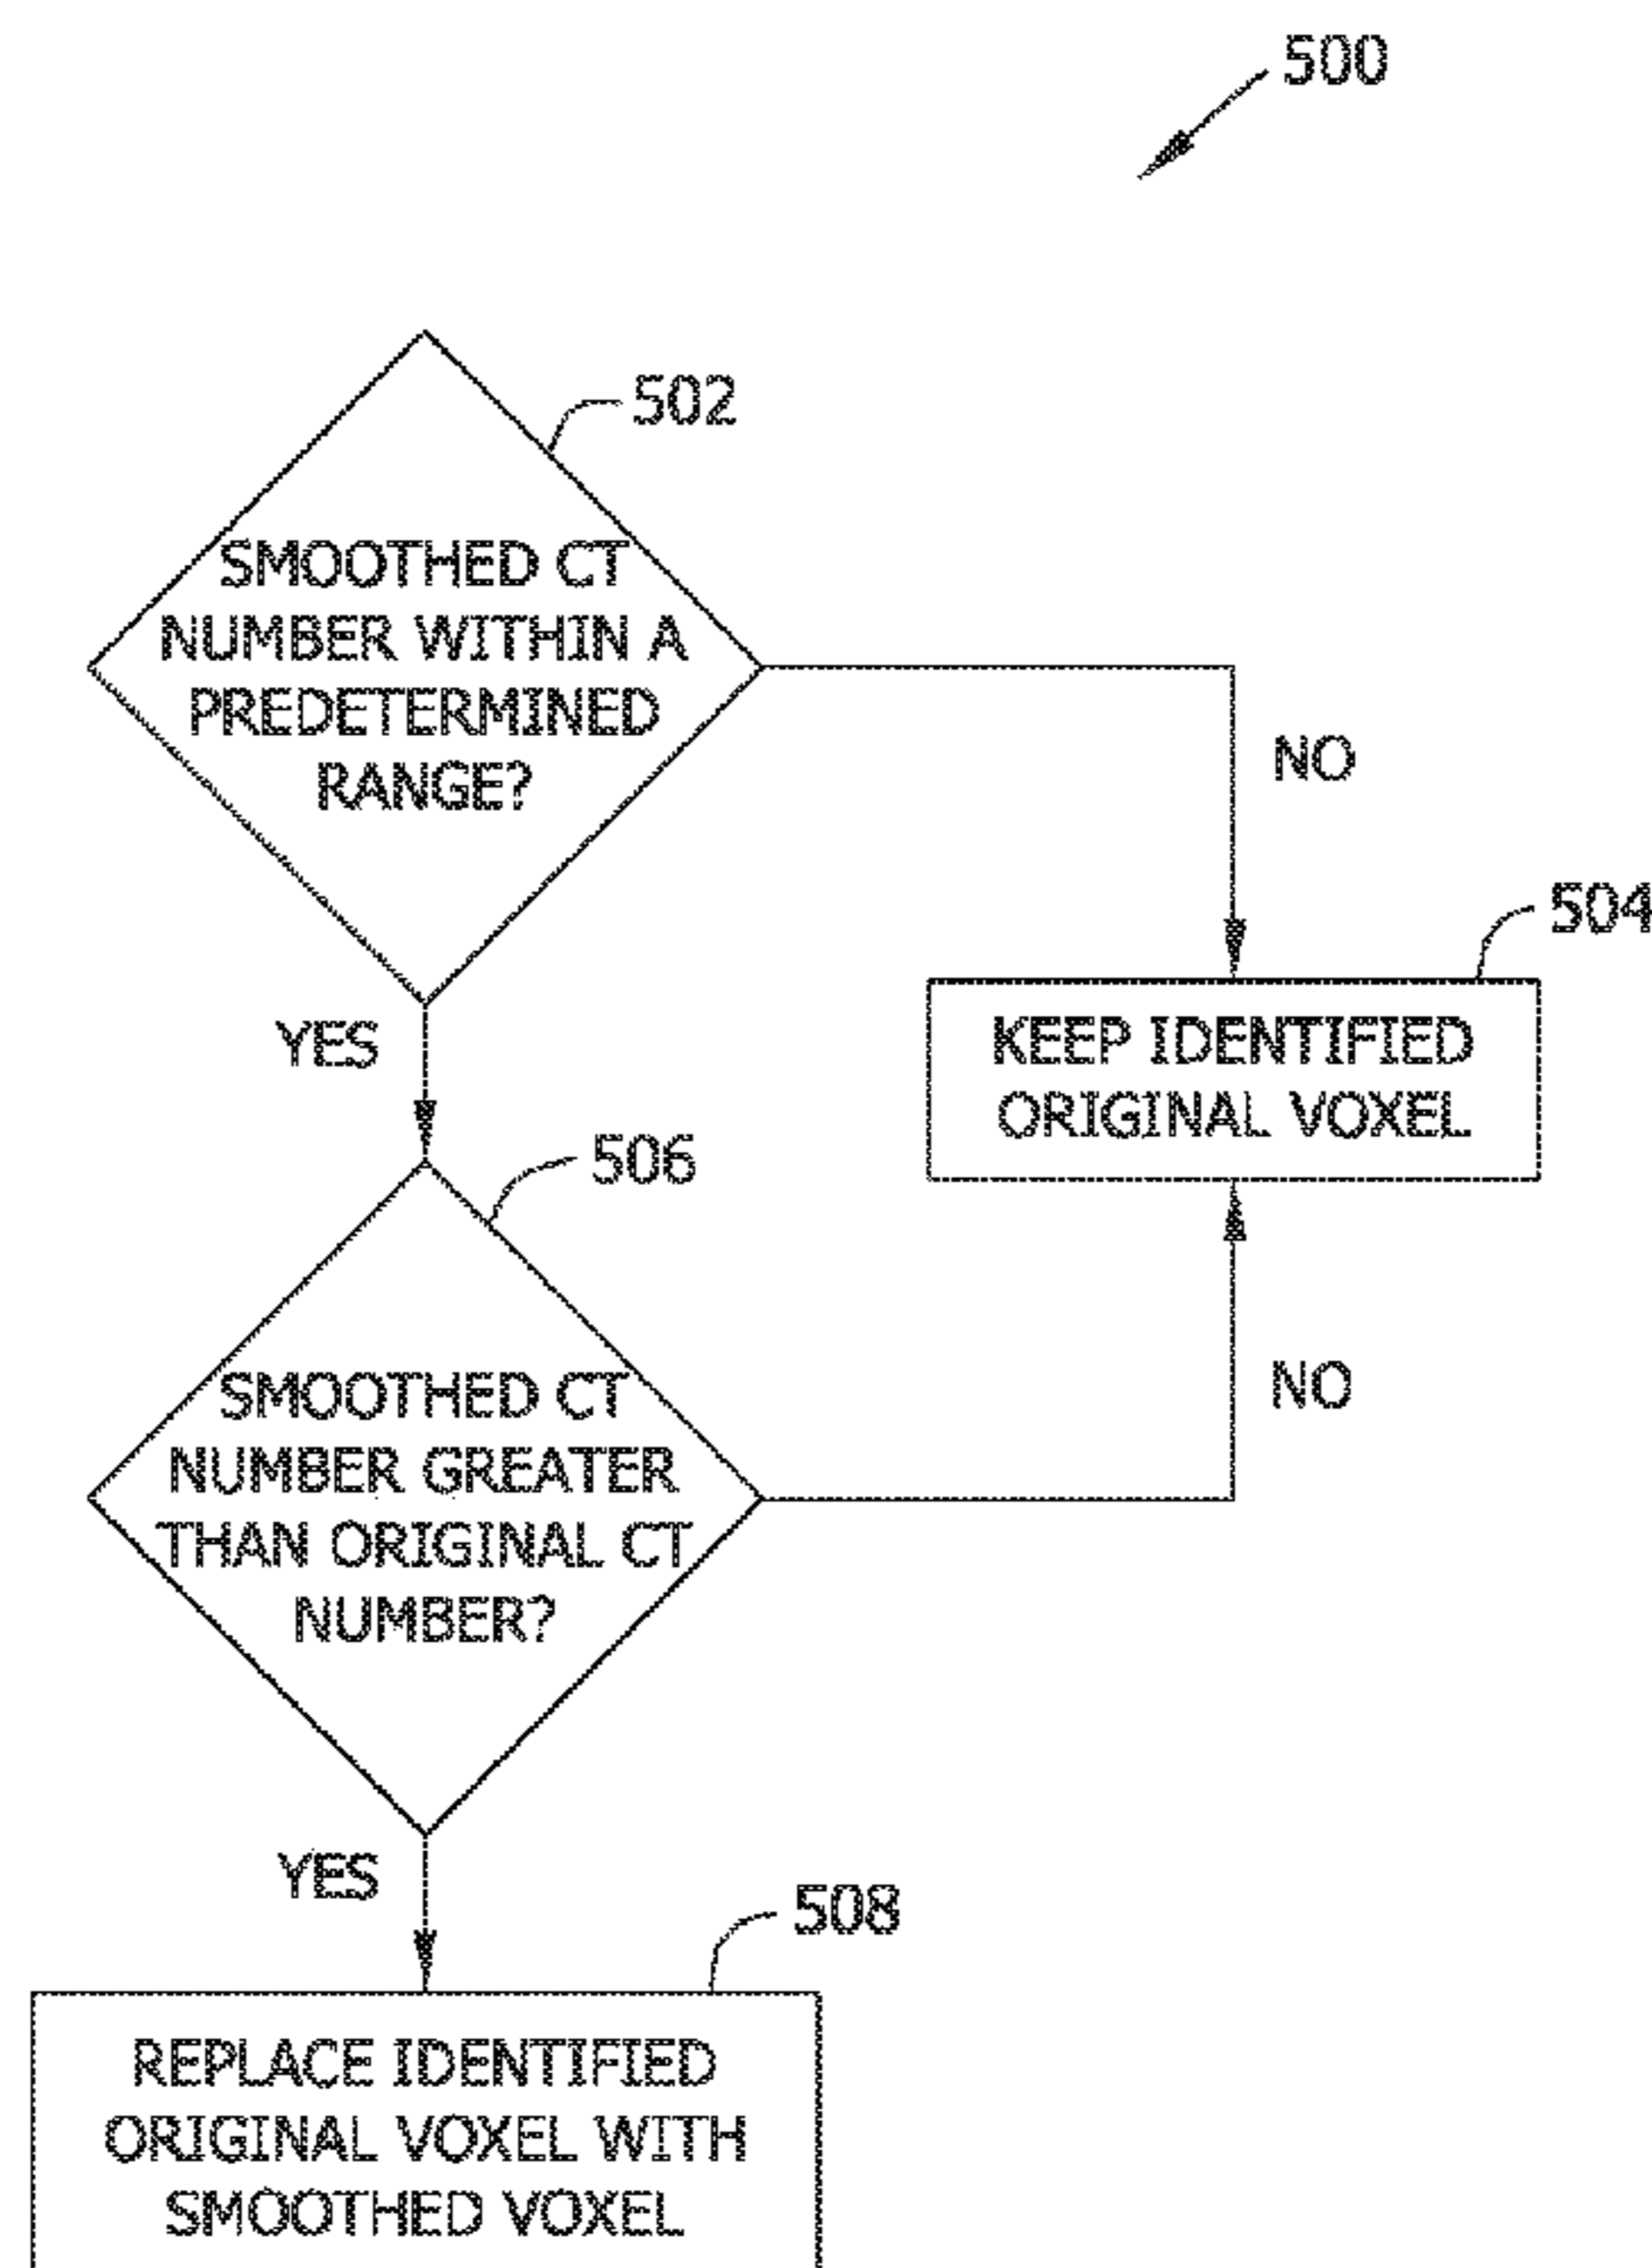 500
502
SMOOTHED CT
NUMBER WITHIN A
PREDETERMINED
RANGE?
NO
504
KEEP IDENTIFIED
ORIGINAL VOXEL
YES
506
SMOOTHED CT
NUMBER GREATER
THAN ORIGINAL CT
NUMBER?
NO
YES
508
REPLACE IDENTIFIED
ORIGINAL VOXEL WITH
SMOOTHED VOXEL